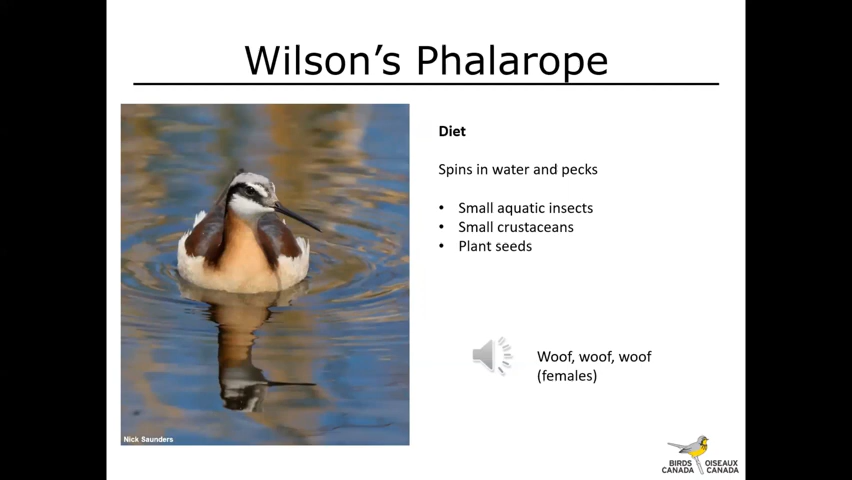 Wilson's Phalarope
Diet
Spins in water and pecks
• Small aquatic insects
• Small crustaceans
• Plant seeds
Woof, woof, woof
(females)
Nick Saunders
BIRDS OISEAUX
CANADA CANADA